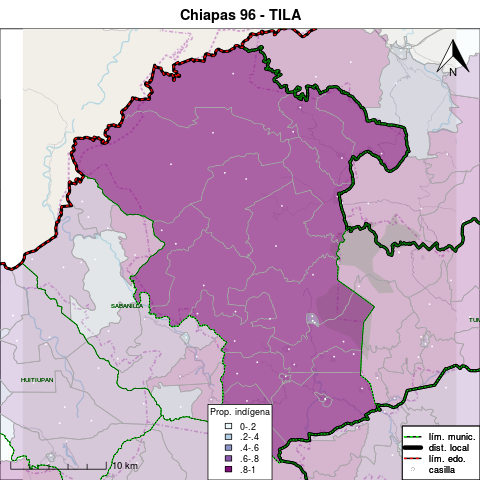 Chiapas 96 - TILA
N
SABANILLA
HUITIUPAN
Prop. indígena
0-.2
.2-.4
.4-.6
.6-.8
.8-1
10 km
lím. munic.
dist. local
lím. edo.
casilla